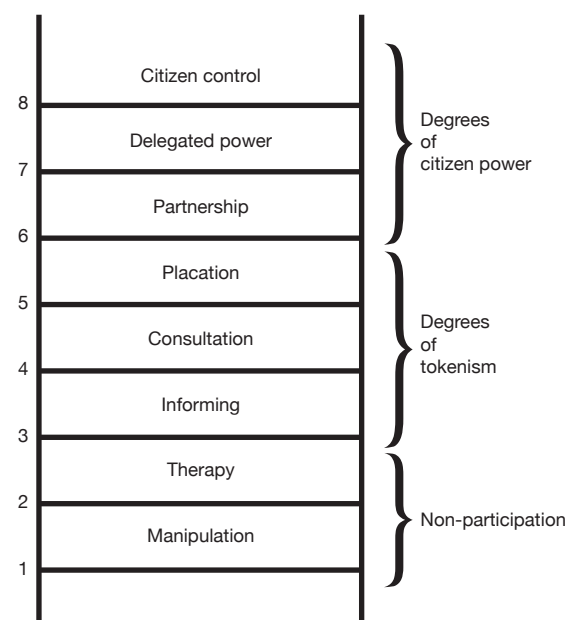 Citizen control
8
Delegated power
7
Partnership
6
Placation
5
Consultation
4
Informing
3
Therapy
2
Manipulation
1
Degrees
of
citizen power
Degrees
of
tokenism
Non-participation